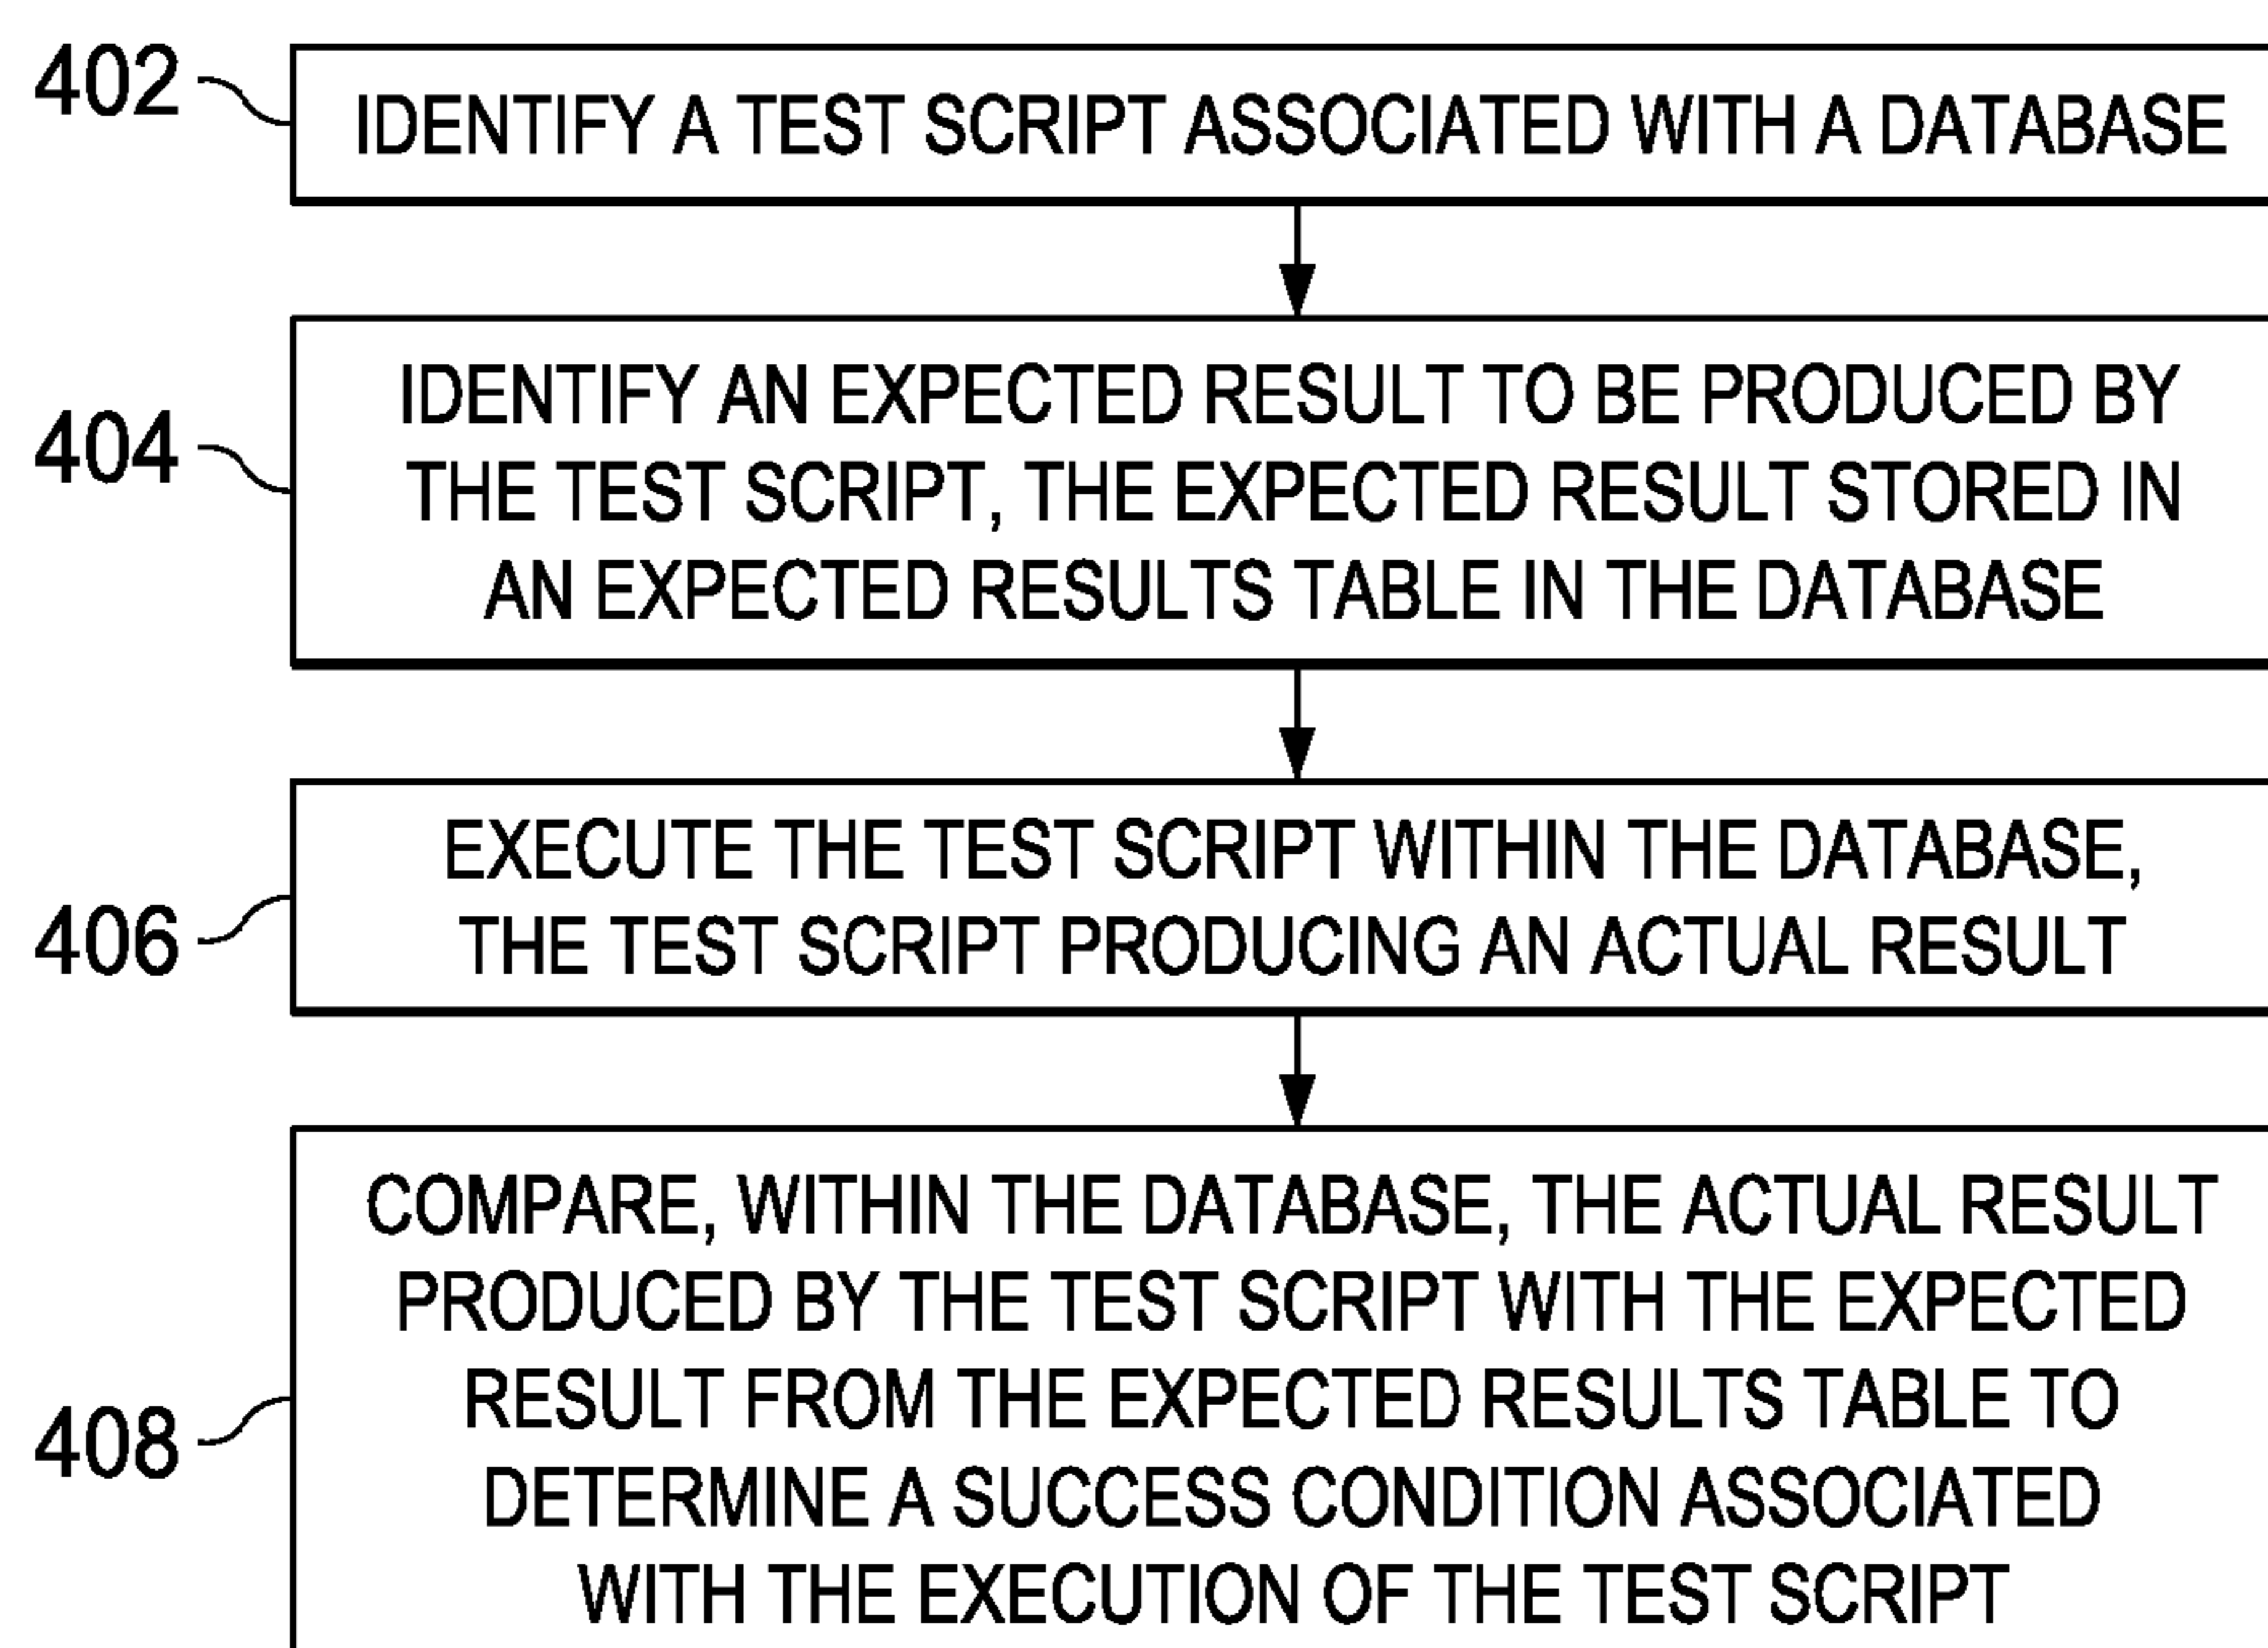 402
IDENTIFY A TEST SCRIPT ASSOCIATED WITH A DATABASE
404
IDENTIFY AN EXPECTED RESULT TO BE PRODUCED BY
THE TEST SCRIPT, THE EXPECTED RESULT STORED IN
AN EXPECTED RESULTS TABLE IN THE DATABASE
406
EXECUTE THE TEST SCRIPT WITHIN THE DATABASE,
THE TEST SCRIPT PRODUCING AN ACTUAL RESULT
408
COMPARE, WITHIN THE DATABASE, THE ACTUAL RESULT
PRODUCED BY THE TEST SCRIPT WITH THE EXPECTED
RESULT FROM THE EXPECTED RESULTS TABLE TO
DETERMINE A SUCCESS CONDITION ASSOCIATED
WITH THE EXECUTION OF THE TEST SCRIPT